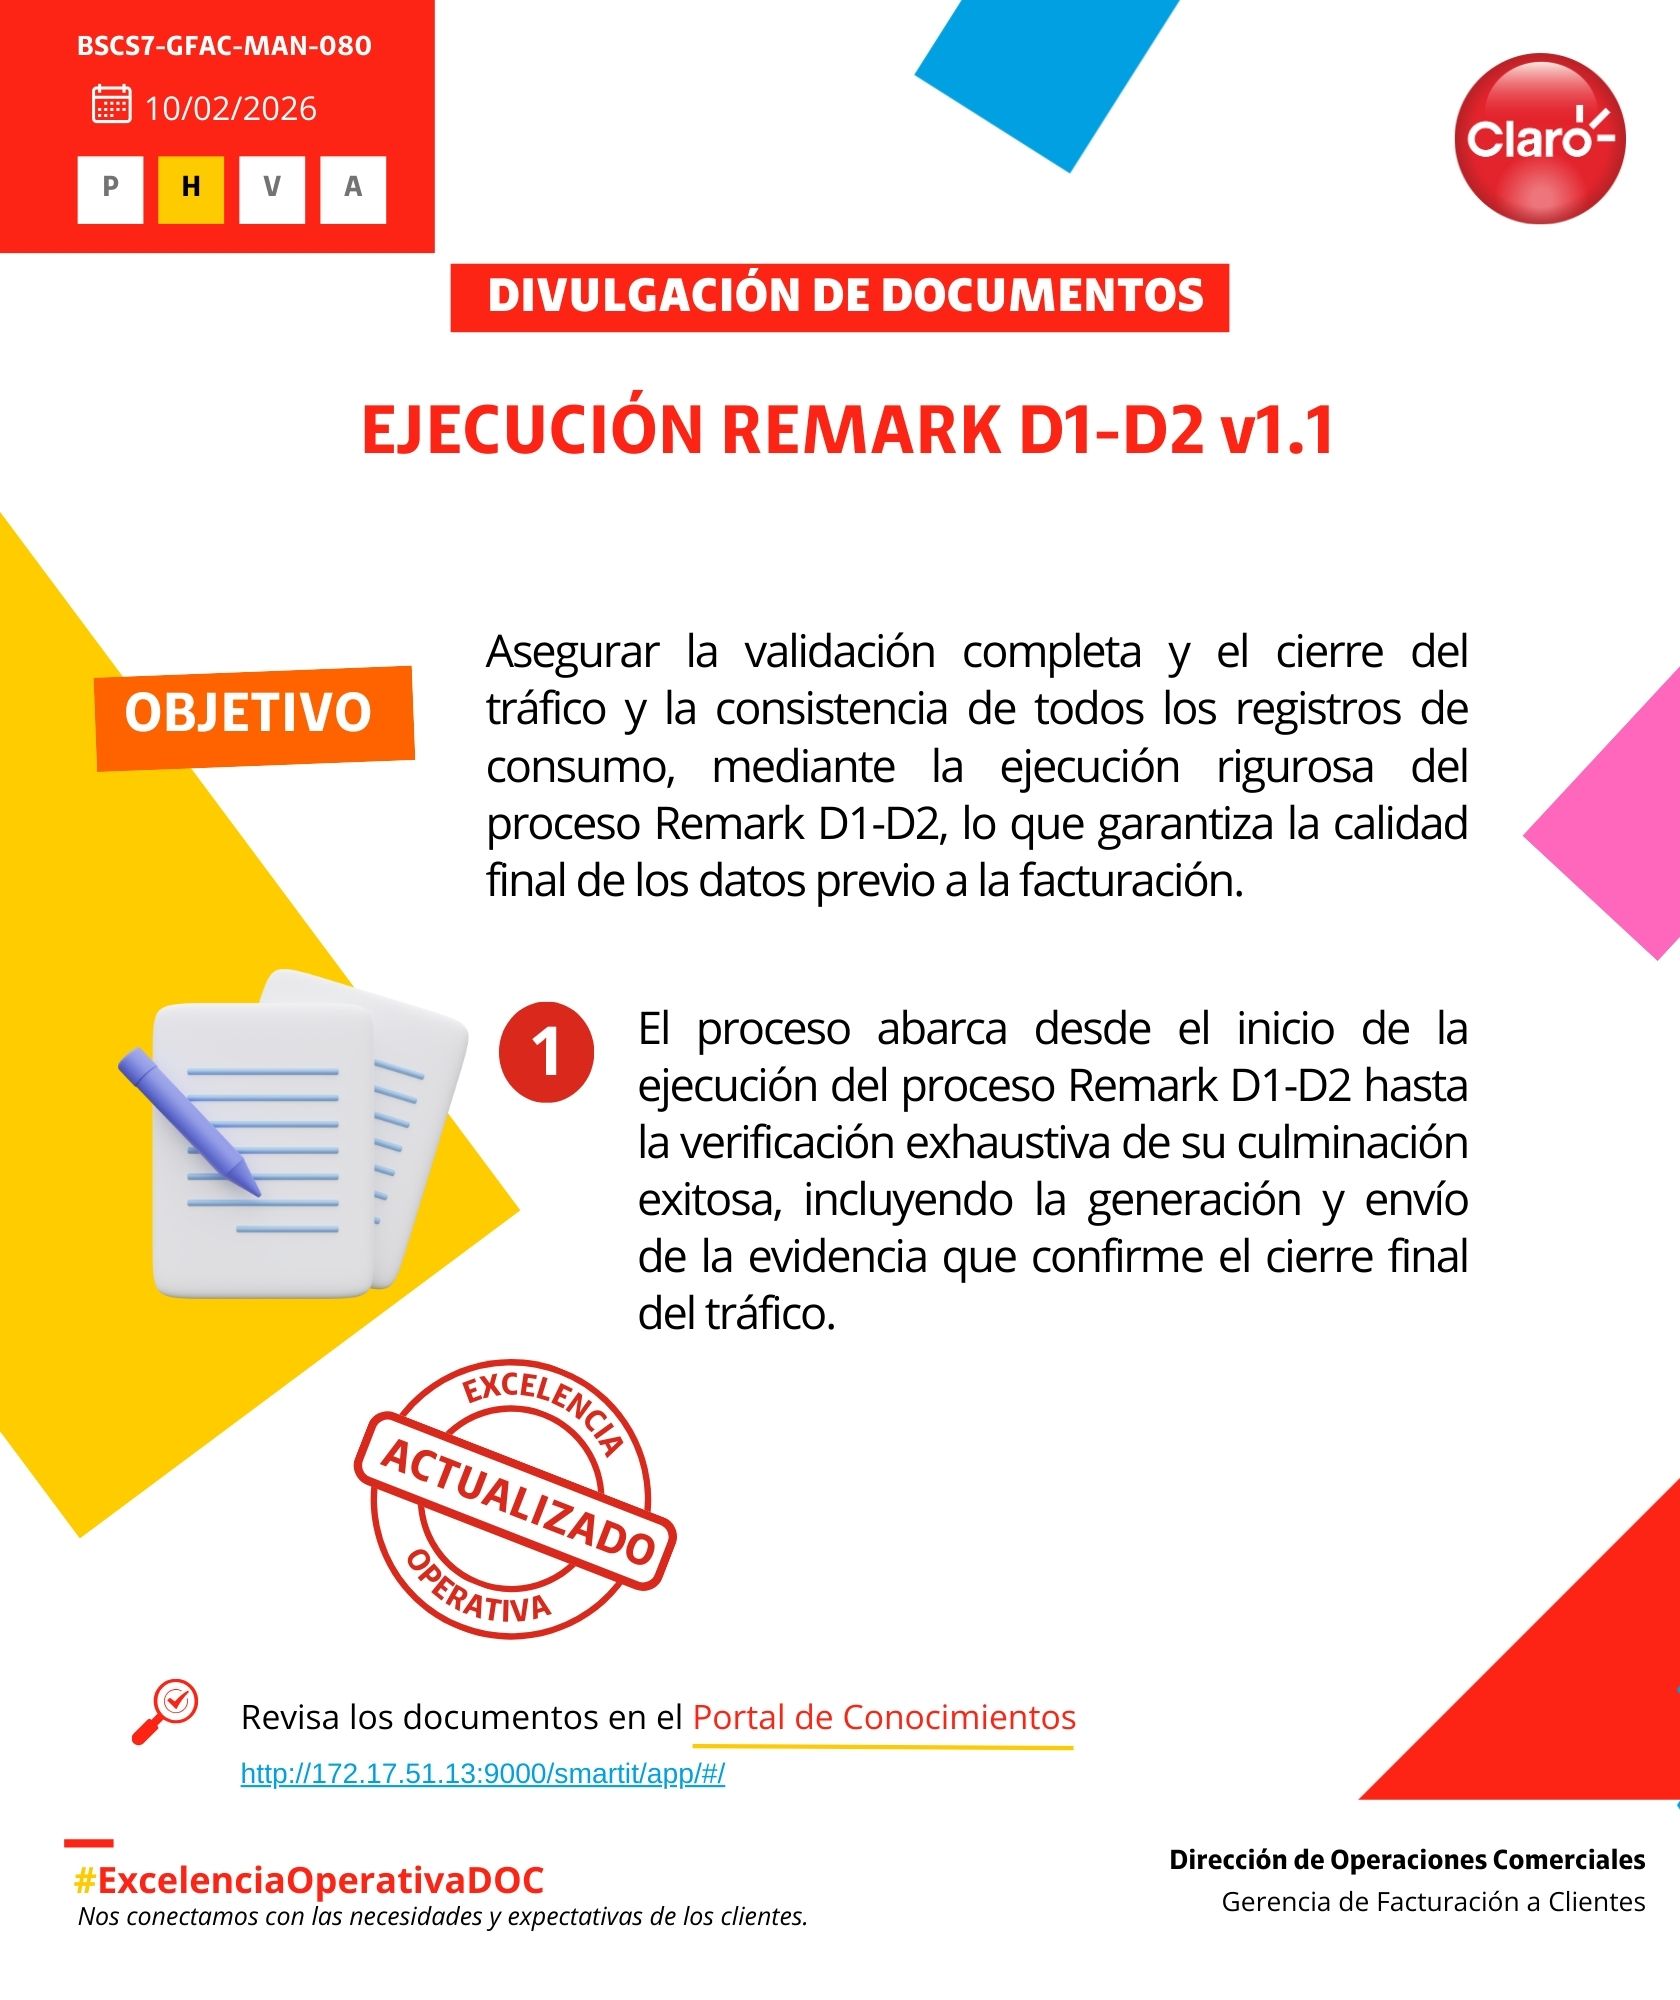 BSCS7-GFAC-MAN-080
10/02/2026
P H V A
Claro
DIVULGACIÓN DE DOCUMENTOS
EJECUCIÓN REMARK D1-D2 v1.1
OBJETIVO
Asegurar la validación completa y el cierre del
tráfico y la consistencia de todos los registros de
consumo, mediante la ejecución rigurosa del
proceso Remark D1-D2, lo que garantiza la calidad
final de los datos previo a la facturación.
1
El proceso abarca desde el inicio de la
ejecución del proceso Remark D1-D2 hasta
la verificación exhaustiva de su culminación
exitosa, incluyendo la generación y envío
de la evidencia que confirme el cierre final
del tráfico.
EXCELENCIA
ACTUALIZADO
OPERATIVA
Revisa los documentos en el Portal de Conocimientos
http://172.17.51.13:9000/smartit/app/#/
#ExcelenciaOperativaDOC
Nos conectamos con las necesidades y expectativas de los clientes.
Dirección de Operaciones Comerciales
Gerencia de Facturación a Clientes